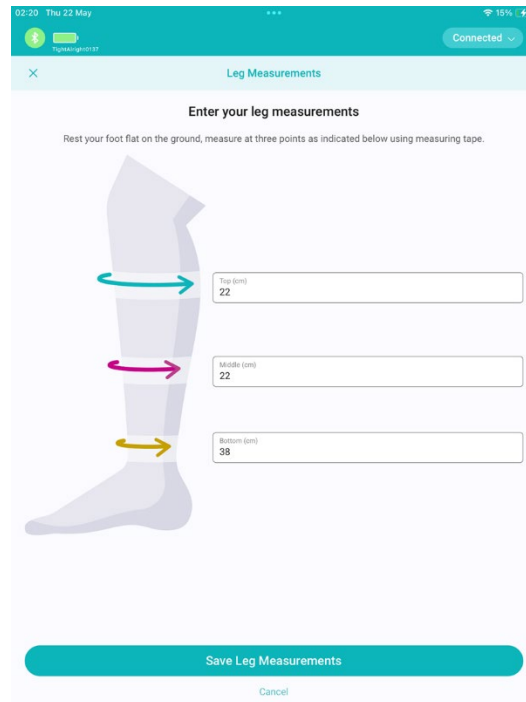 02:20 Thu 22 May
15%
TightAlright0137
Connected
Leg Measurements
Enter your leg measurements
Rest your foot flat on the ground, measure at three points as indicated below using measuring tape.
Top (cm)
22
Middle (cm)
22
Bottom (cm)
38
Save Leg Measurements
Cancel